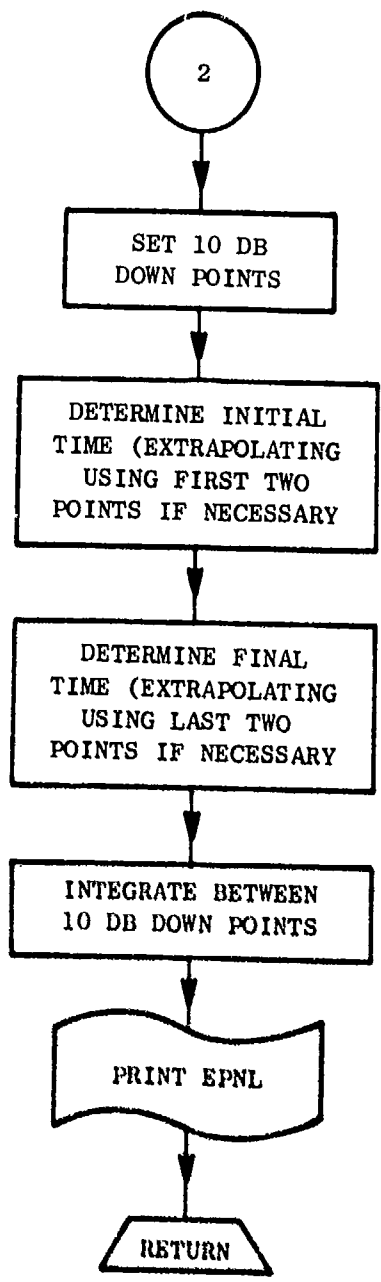 2
SET 10 DB
DOWN POINTS
DETERMINE INITIAL
TIME (EXTRAPOLATING
USING FIRST TWO
POINTS IF NECESSARY
DETERMINE FINAL
TIME (EXTRAPOLATING
USING LAST TWO
POINTS IF NECESSARY
INTEGRATE BETWEEN
10 DB DOWN POINTS
PRINT EPNL
RETURN